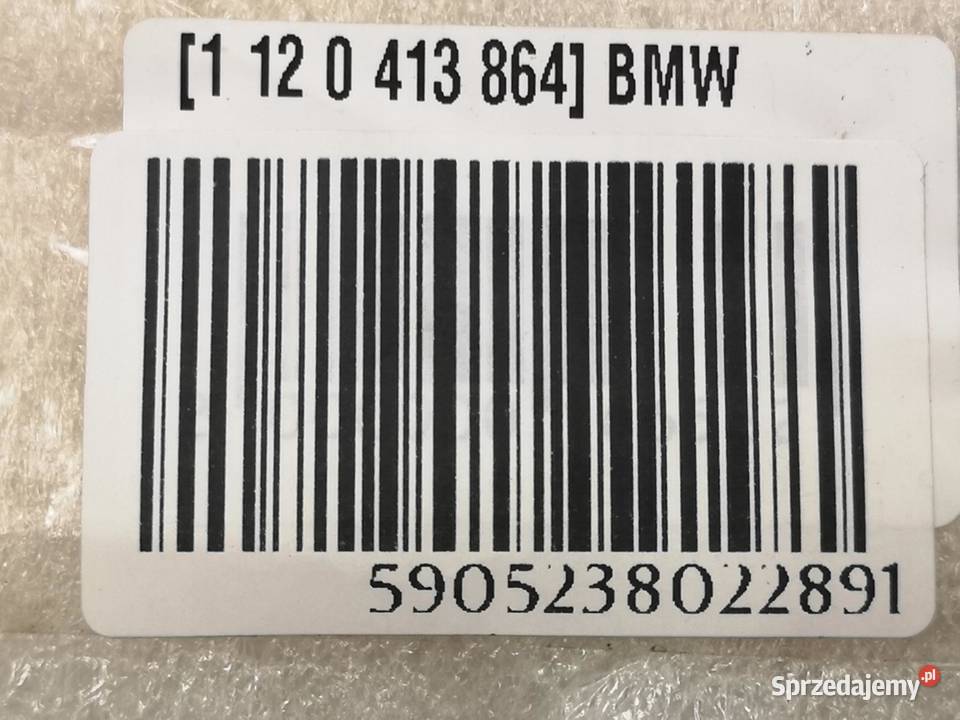 [1 12 0 413 864] BMW
5905238022891
Sprzedajemy.pl